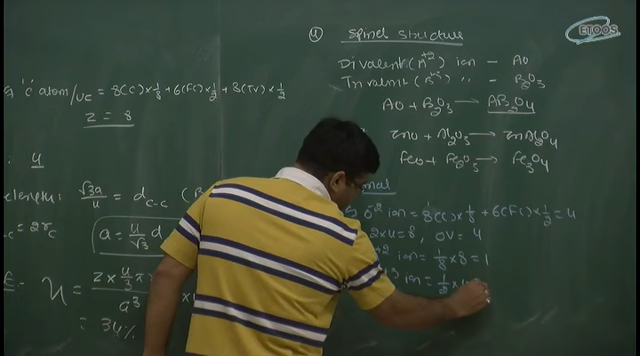 ETOOS
'c' atom/uc = 8(C)×1/8 + 6(FC)×1/2 + 8(TV)×1/2
z = 8
√3a/4 = d c-c
= 2rc
a = 4/√3 d
= z × 4/3 π
a³
= 34%
④ Spinel Structure
Divalent (n+2) ion - AO
Trivalent (n+3) " - B2O3
AO + B2O3 → AB2O4
ZnO + Al2O3 → ZnAl2O4
FeO + Fe2O3 → Fe3O4
O-2 ion = 8(C)×1/8 + 6(FC)×1/2 = 4
2×4=8, OV = 4
+2 ion = 1/8 × 8 = 1
ion = 1/2 ×